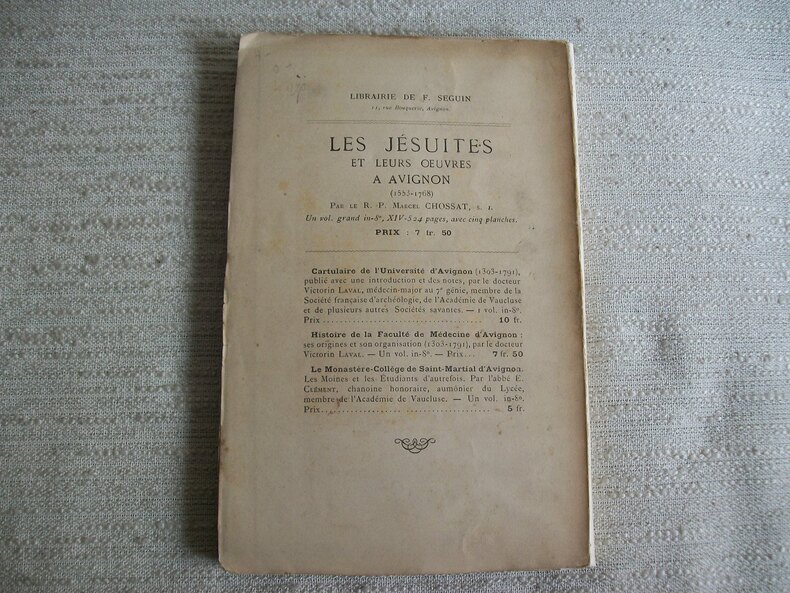 LIBRAIRIE DE F. SEGUIN
11, rue Bouquerie, Avignon.
LES JÉSUITES
ET LEURS OEUVRES
A AVIGNON
(1553-1768)
PAR LE R. P. MARCEL CHOSSAT, S. I.
Un vol. grand in-8º, XIV-524 pages, avec cinq planches.
PRIX : 7 fr. 50
Cartulaire de l'Université d'Avignon (1303-1791),
publié avec une introduction et des notes, par le docteur
Victorin LAVAL, médecin-major au 7e génie, membre de la
Société française d'archéologie, de l'Académie de Vaucluse
et de plusieurs autres Sociétés savantes. — 1 vol. in-8º.
Prix .......................................... 10 fr.
Histoire de la Faculté de Médecine d'Avignon :
ses origines et son organisation (1303-1791), par le docteur
Victorin LAVAL. — Un vol. in-8º. — Prix... 7 fr. 50
Le Monastère-Collège de Saint-Martial d'Avignon.
Les Moines et les Etudiants d'autrefois. Par l'abbé E.
CLÉMENT, chanoine honoraire, aumônier du Lycée,
membre de l'Académie de Vaucluse. — Un vol. in-8º.
Prix.......................................... 5 fr.